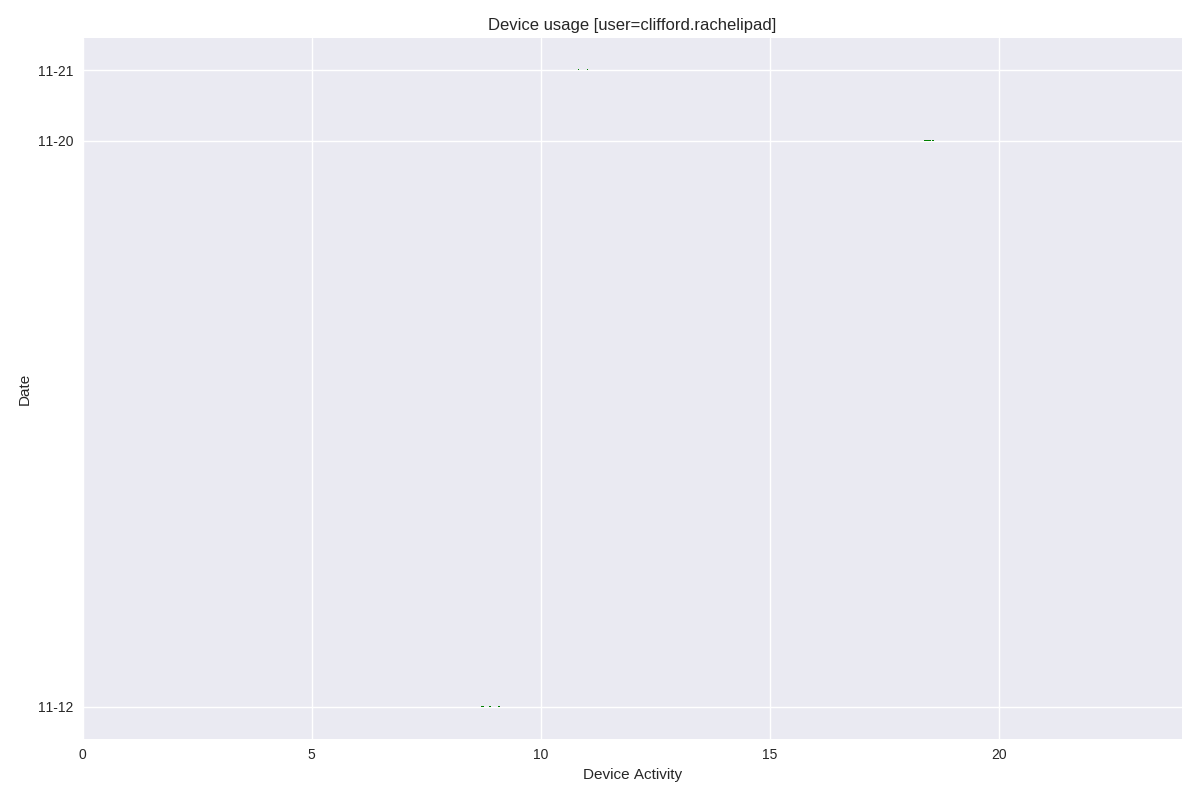 Device usage [user=clifford.rachelipad]
11-21
11-20
Date
11-12
0 5 10 15 20
Device Activity